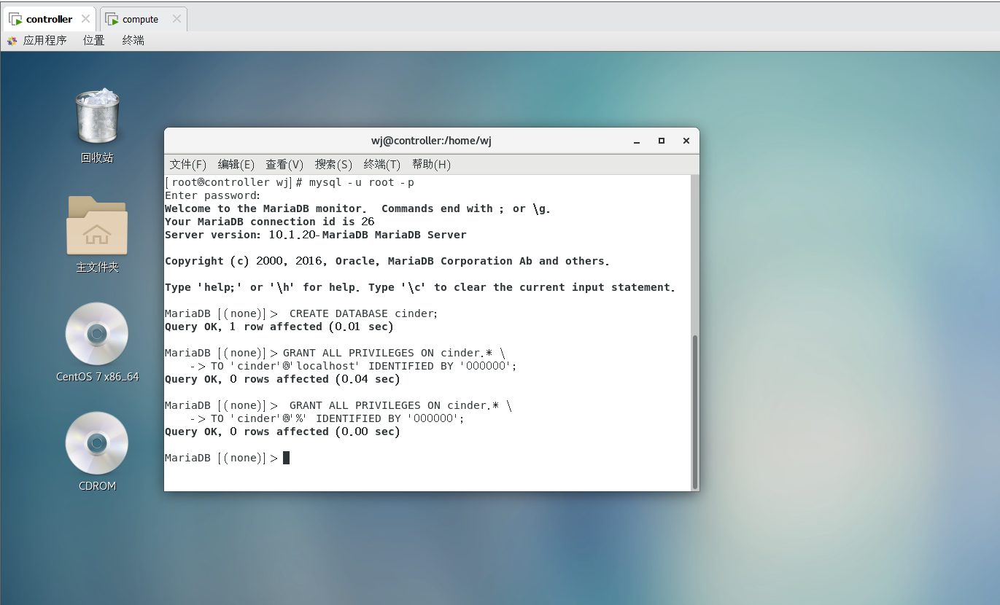 controller
compute
应用程序 位置 终端
回收站
主文件夹
CentOS 7 x86_64
CDROM
wj@controller:/home/wj
文件(F) 编辑(E) 查看(V) 搜索(S) 终端(T) 帮助(H)
[root@controller wj]# mysql -u root -p
Enter password:
Welcome to the MariaDB monitor.  Commands end with ; or \g.
Your MariaDB connection id is 26
Server version: 10.1.20-MariaDB MariaDB Server
Copyright (c) 2000, 2016, Oracle, MariaDB Corporation Ab and others.
Type 'help;' or '\h' for help. Type '\c' to clear the current input statement.
MariaDB [(none)]>  CREATE DATABASE cinder;
Query OK, 1 row affected (0.01 sec)
MariaDB [(none)]> GRANT ALL PRIVILEGES ON cinder.* \
    -> TO 'cinder'@'localhost' IDENTIFIED BY '000000';
Query OK, 0 rows affected (0.04 sec)
MariaDB [(none)]>  GRANT ALL PRIVILEGES ON cinder.* \
    -> TO 'cinder'@'%' IDENTIFIED BY '000000';
Query OK, 0 rows affected (0.00 sec)
MariaDB [(none)]>